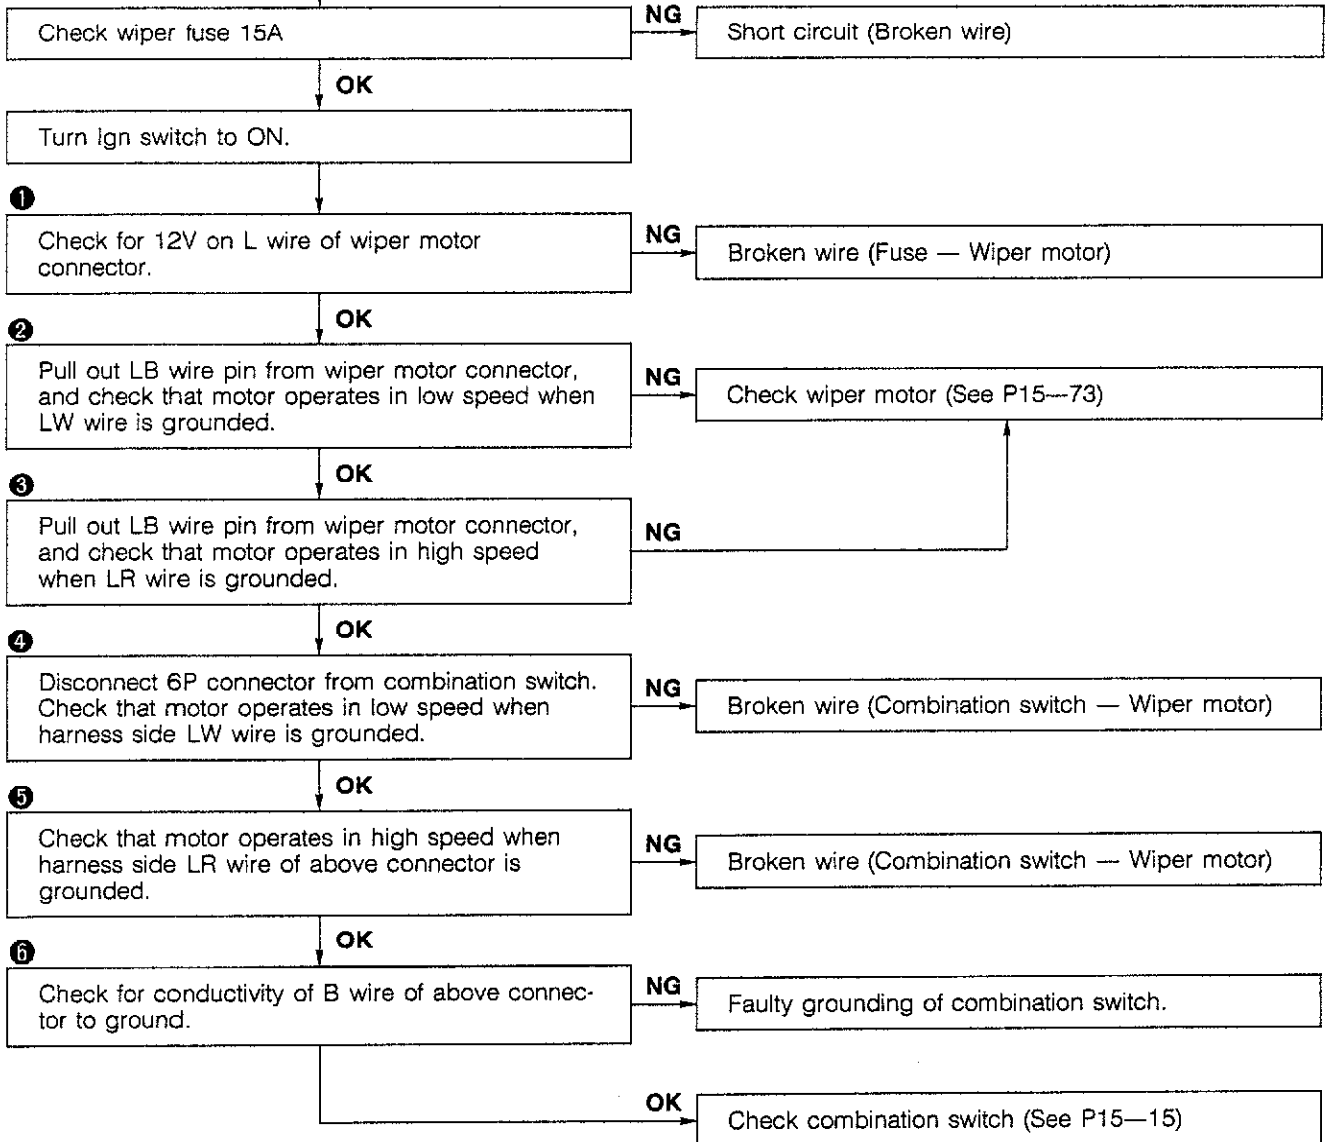 Check wiper fuse 15A
NG
Short circuit (Broken wire)
OK
Turn Ign switch to ON.
❶
Check for 12V on L wire of wiper motor
connector.
NG
Broken wire (Fuse — Wiper motor)
OK
❷
Pull out LB wire pin from wiper motor connector,
and check that motor operates in low speed when
LW wire is grounded.
NG
Check wiper motor (See P15—73)
OK
❸
Pull out LB wire pin from wiper motor connector,
and check that motor operates in high speed
when LR wire is grounded.
NG
OK
❹
Disconnect 6P connector from combination switch.
Check that motor operates in low speed when
harness side LW wire is grounded.
NG
Broken wire (Combination switch — Wiper motor)
OK
❺
Check that motor operates in high speed when
harness side LR wire of above connector is
grounded.
NG
Broken wire (Combination switch — Wiper motor)
OK
❻
Check for conductivity of B wire of above connec-
tor to ground.
NG
Faulty grounding of combination switch.
OK
Check combination switch (See P15—15)